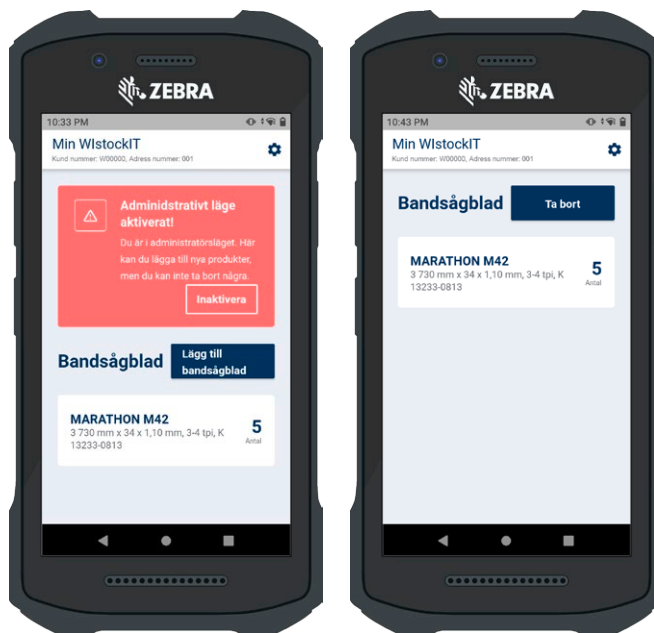 ZEBRA
10:33 PM
Min WIstockIT
Kund nummer: W00000, Adress nummer: 001
Adminidstrativt läge
aktiverat!
Du är i administratörsläget. Här
kan du lägga till nya produkter,
men du kan inte ta bort några.
Inaktivera
Bandsågblad
Lägg till
bandsågblad
MARATHON M42
3 730 mm x 34 x 1,10 mm, 3-4 tpi, K
13233-0813
5
Antal
ZEBRA
10:43 PM
Min WIstockIT
Kund nummer: W00000, Adress nummer: 001
Bandsågblad
Ta bort
MARATHON M42
3 730 mm x 34 x 1,10 mm, 3-4 tpi, K
13233-0813
5
Antal